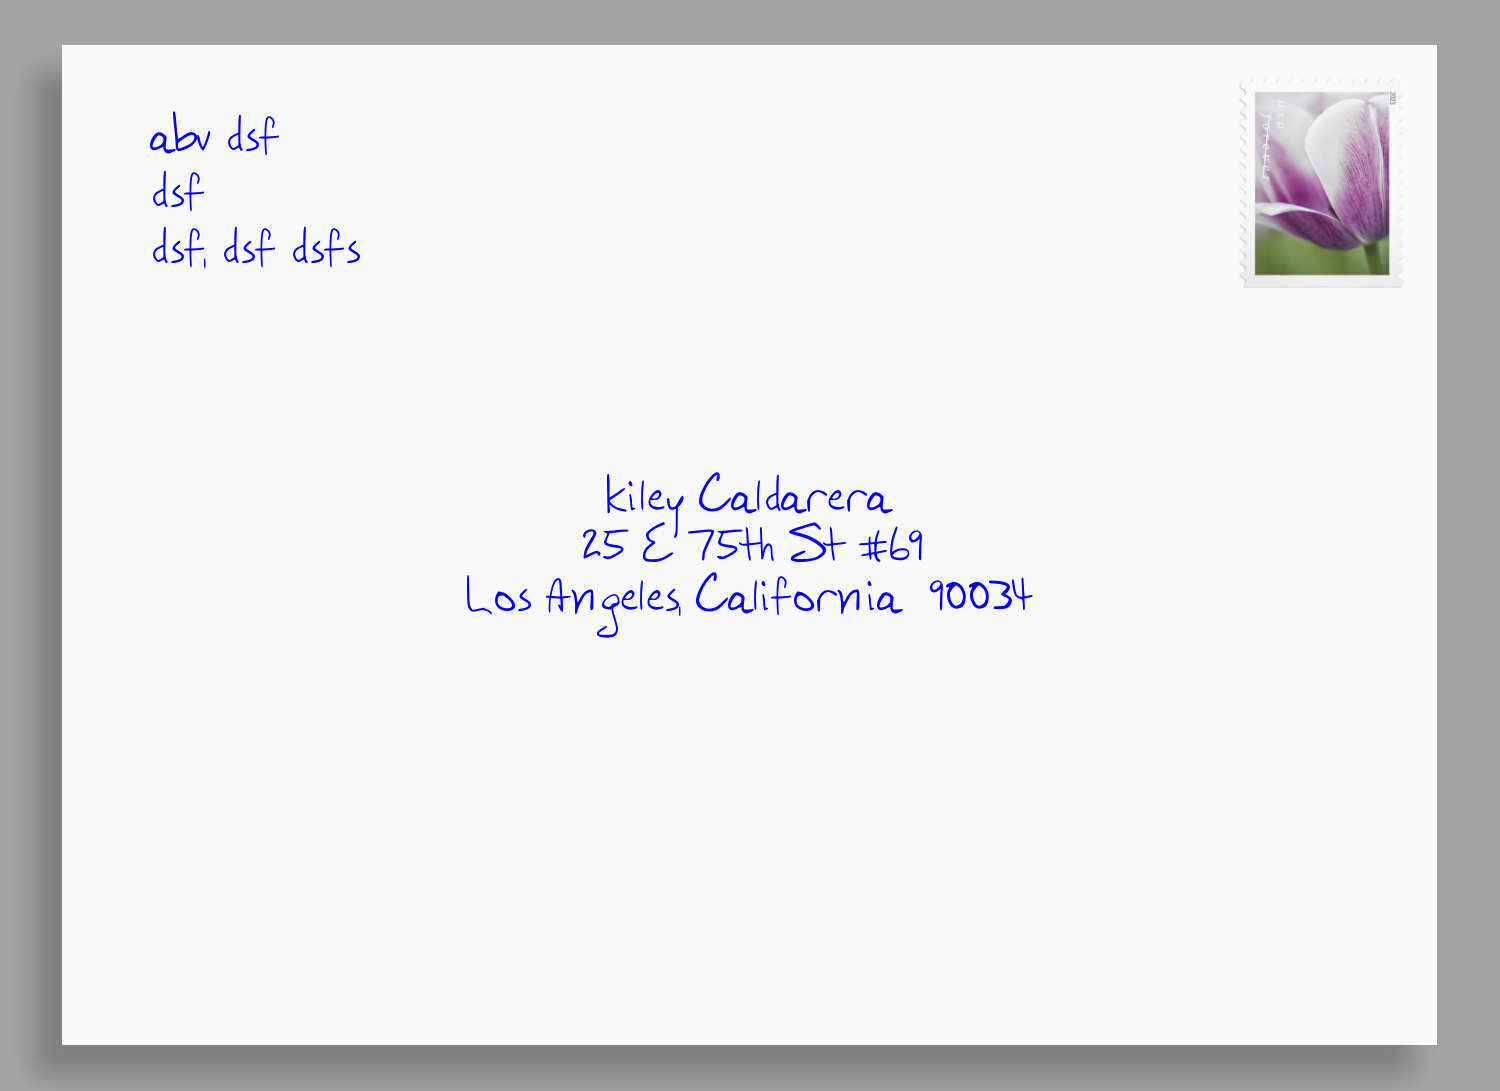 abv dsf
dsf
dsf, dsf dsfs
usa
forever
2023
kiley Caldarera
25 E 75th St #69
Los Angeles, California 90034